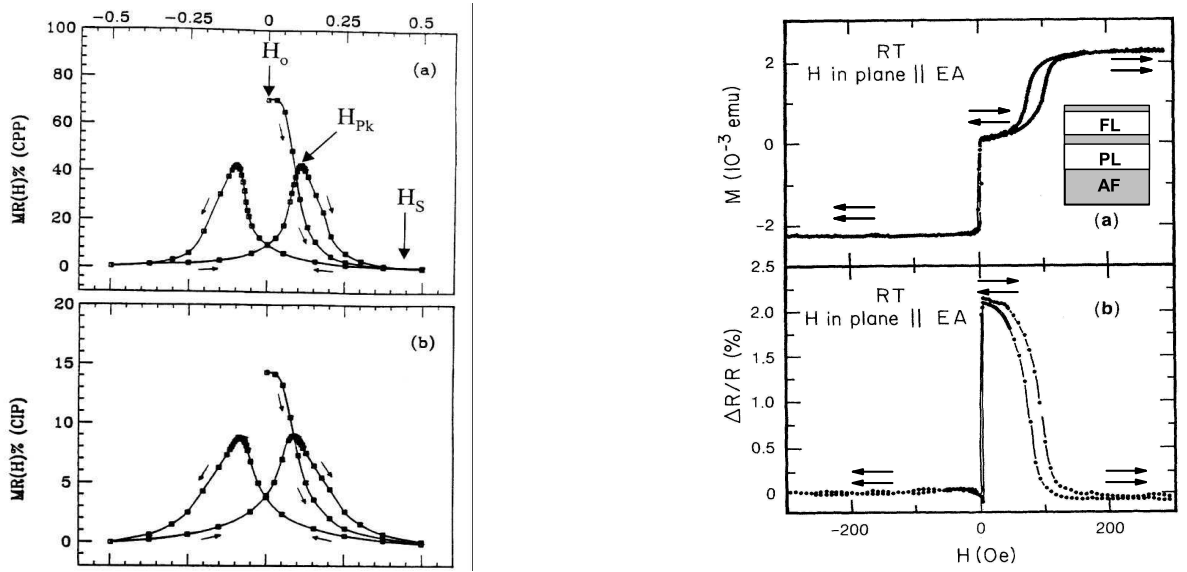 -0.5 -0.25 0 0.25 0.5
100
80
60
40
20
0
MR(H)% (CPP)
(a)
H_o
H_Pk
H_S
20
15
10
5
0
MR(H)% (CIP)
(b)
RT
H in plane || EA
2
0
-2
M (10⁻³ emu)
FL
PL
AF
(a)
2.5
2.0
1.5
1.0
0.5
0
ΔR/R (%)
RT
H in plane || EA
(b)
-200 0 200
H (Oe)